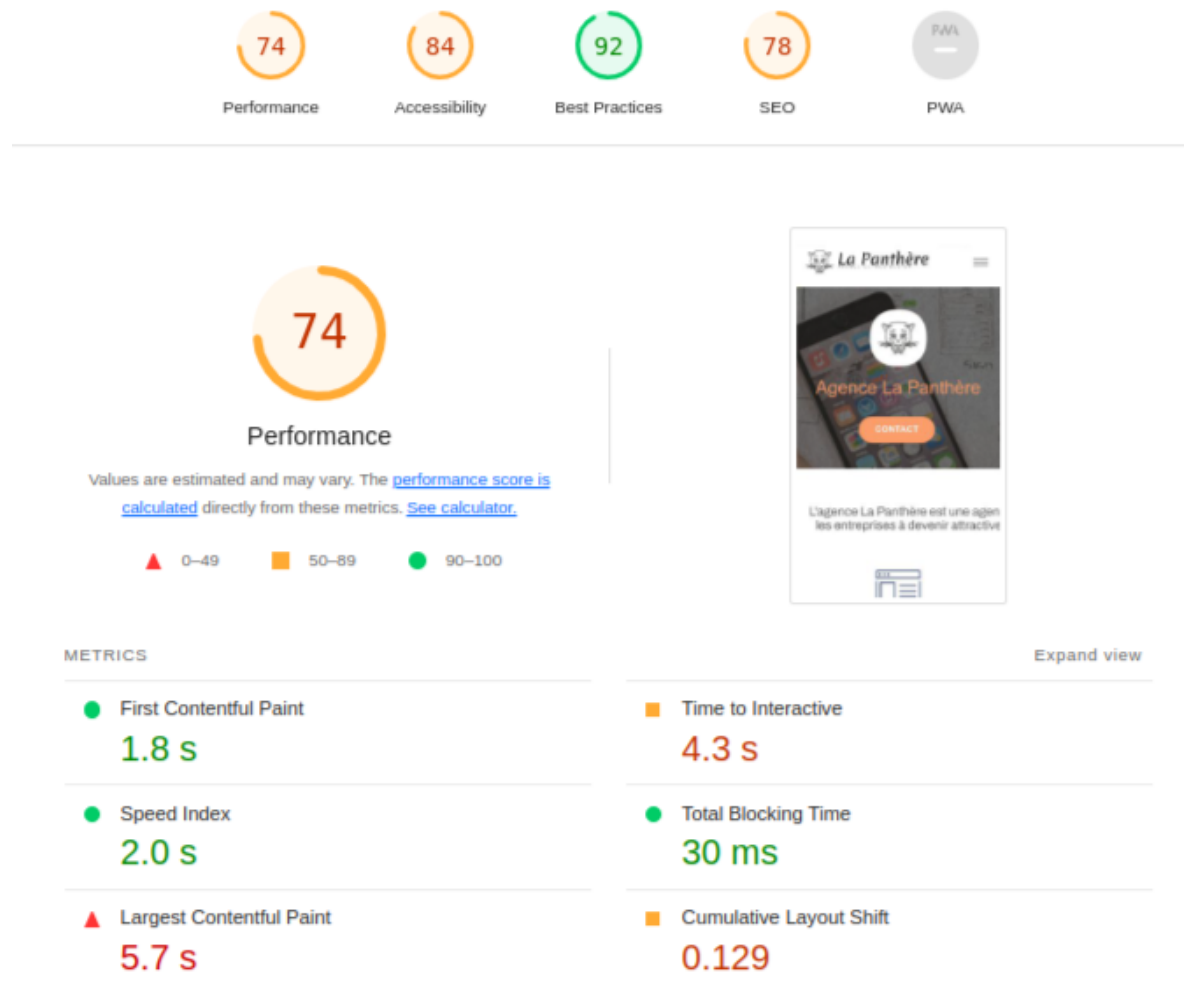 74
84
92
78
PWA
Performance
Accessibility
Best Practices
SEO
PWA
74
Performance
Values are estimated and may vary. The performance score is
calculated directly from these metrics. See calculator.
0–49
50–89
90–100
La Panthère
Agence La Panthère
CONTACT
L'agence La Panthère est une agen
les entreprises à devenir attractive
METRICS
Expand view
First Contentful Paint
1.8 s
Time to Interactive
4.3 s
Speed Index
2.0 s
Total Blocking Time
30 ms
Largest Contentful Paint
5.7 s
Cumulative Layout Shift
0.129